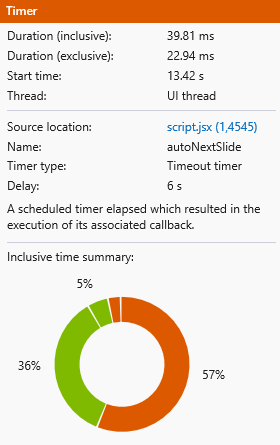 Timer
Duration (inclusive): 39.81 ms
Duration (exclusive): 22.94 ms
Start time: 13.42 s
Thread: UI thread
Source location: script.jsx (1,4545)
Name: autoNextSlide
Timer type: Timeout timer
Delay: 6 s
A scheduled timer elapsed which resulted in the
execution of its associated callback.
Inclusive time summary:
5%
36%
57%